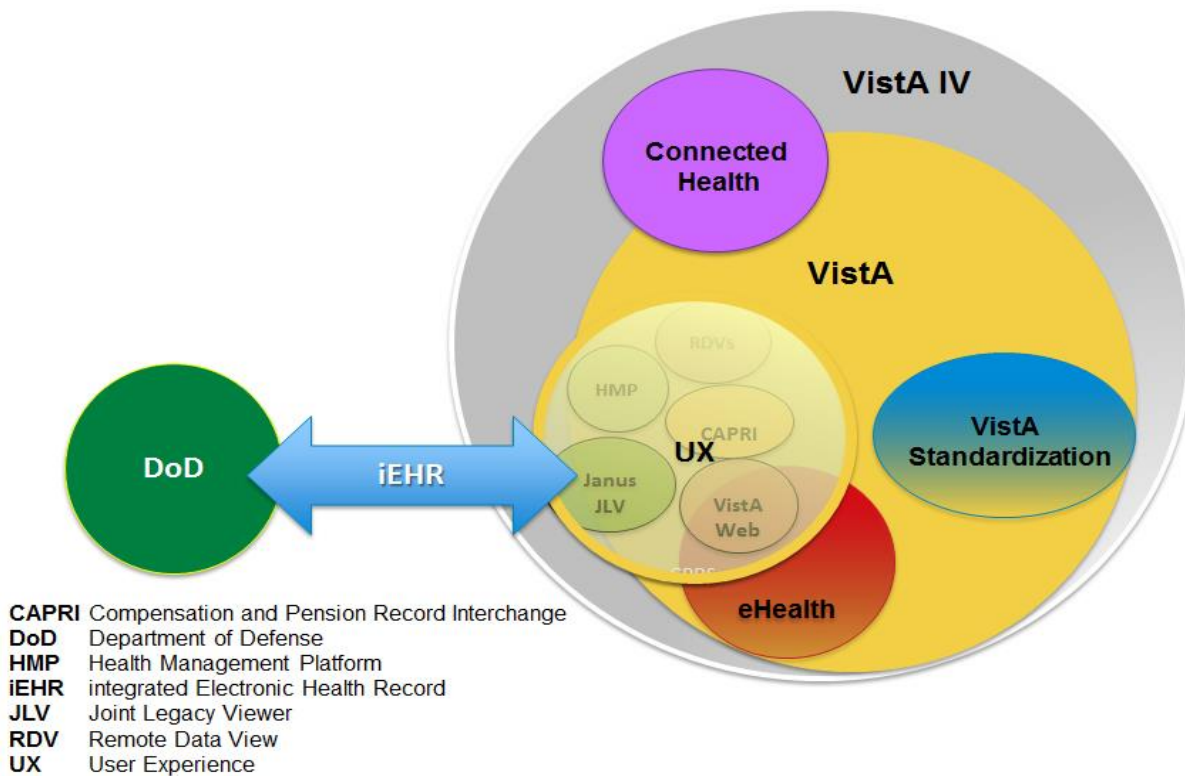 VistA IV
Connected
Health
VistA
RDVs
HMP
CAPRI
UX
VistA
Standardization
DoD
iEHR
Janus
JLV
VistA
Web
eHealth
CAPRI Compensation and Pension Record Interchange
DoD Department of Defense
HMP Health Management Platform
iEHR integrated Electronic Health Record
JLV Joint Legacy Viewer
RDV Remote Data View
UX User Experience